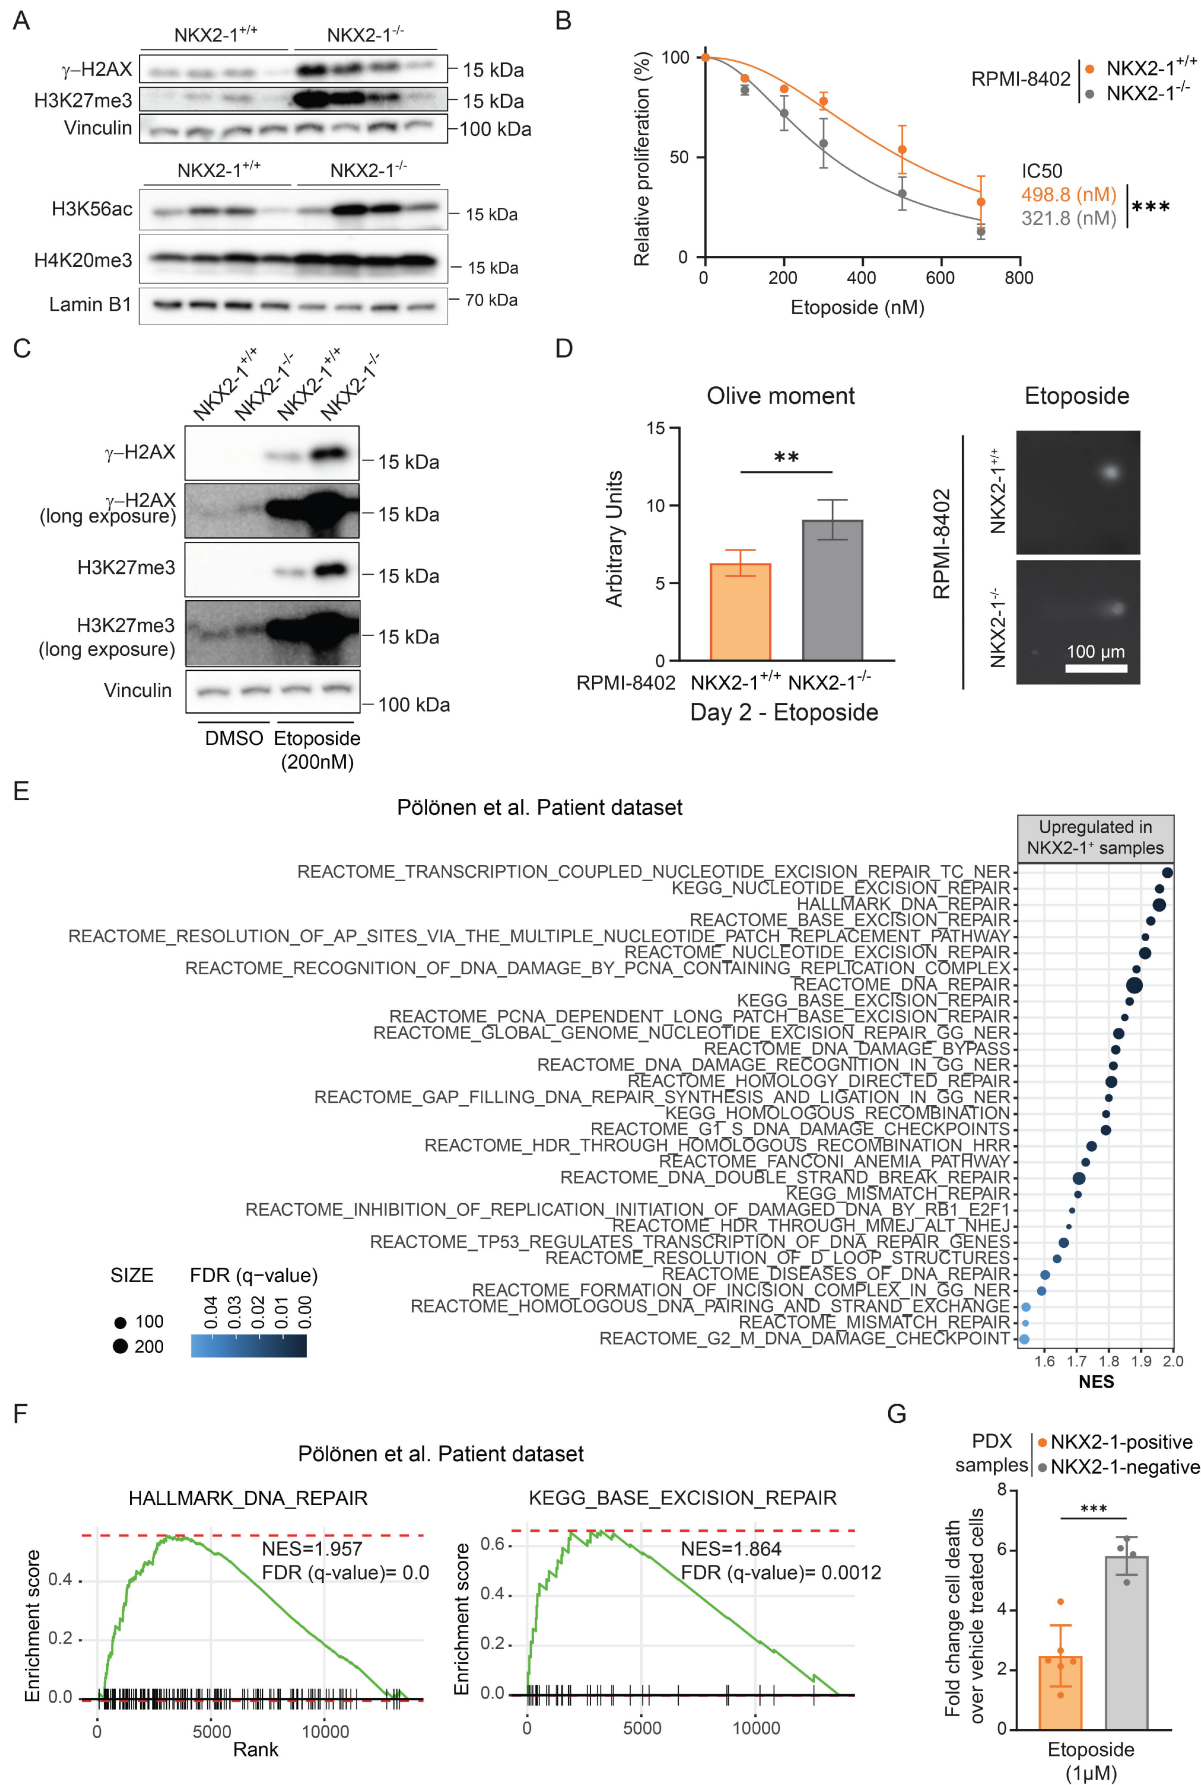 A
NKX2-1+/+
NKX2-1-/-
γ–H2AX
15 kDa
H3K27me3
15 kDa
Vinculin
100 kDa
NKX2-1+/+
NKX2-1-/-
H3K56ac
15 kDa
H4K20me3
15 kDa
Lamin B1
70 kDa
B
Relative proliferation (%)
100
50
0
0
200
400
600
800
Etoposide (nM)
RPMI-8402
NKX2-1+/+
NKX2-1-/-
IC50
498.8 (nM)
321.8 (nM)
***
C
NKX2-1+/+
NKX2-1-/-
NKX2-1+/+
NKX2-1-/-
γ–H2AX
15 kDa
γ–H2AX
(long exposure)
15 kDa
H3K27me3
15 kDa
H3K27me3
(long exposure)
15 kDa
Vinculin
100 kDa
DMSO
Etoposide
(200nM)
D
Olive moment
Arbitrary Units
15
10
5
0
**
RPMI-8402
NKX2-1+/+
NKX2-1-/-
Day 2 - Etoposide
Etoposide
RPMI-8402
NKX2-1+/+
NKX2-1-/-
100 µm
E
Pölönen et al. Patient dataset
Upregulated in
NKX2-1+ samples
REACTOME_TRANSCRIPTION_COUPLED_NUCLEOTIDE_EXCISION_REPAIR_TC_NER
KEGG_NUCLEOTIDE_EXCISION_REPAIR
HALLMARK_DNA_REPAIR
REACTOME_BASE_EXCISION_REPAIR
REACTOME_RESOLUTION_OF_AP_SITES_VIA_THE_MULTIPLE_NUCLEOTIDE_PATCH_REPLACEMENT_PATHWAY
REACTOME_NUCLEOTIDE_EXCISION_REPAIR
REACTOME_RECOGNITION_OF_DNA_DAMAGE_BY_PCNA_CONTAINING_REPLICATION_COMPLEX
REACTOME_DNA_REPAIR
KEGG_BASE_EXCISION_REPAIR
REACTOME_PCNA_DEPENDENT_LONG_PATCH_BASE_EXCISION_REPAIR
REACTOME_GLOBAL_GENOME_NUCLEOTIDE_EXCISION_REPAIR_GG_NER
REACTOME_DNA_DAMAGE_BYPASS
REACTOME_DNA_DAMAGE_RECOGNITION_IN_GG_NER
REACTOME_HOMOLOGY_DIRECTED_REPAIR
REACTOME_GAP_FILLING_DNA_REPAIR_SYNTHESIS_AND_LIGATION_IN_GG_NER
KEGG_HOMOLOGOUS_RECOMBINATION
REACTOME_G1_S_DNA_DAMAGE_CHECKPOINTS
REACTOME_HDR_THROUGH_HOMOLOGOUS_RECOMBINATION_HRR
REACTOME_FANCONI_ANEMIA_PATHWAY
REACTOME_DNA_DOUBLE_STRAND_BREAK_REPAIR
KEGG_MISMATCH_REPAIR
REACTOME_INHIBITION_OF_REPLICATION_INITIATION_OF_DAMAGED_DNA_BY_RB1_E2F1
REACTOME_HDR_THROUGH_MMEJ_ALT_NHEJ
REACTOME_TP53_REGULATES_TRANSCRIPTION_OF_DNA_REPAIR_GENES
REACTOME_RESOLUTION_OF_D_LOOP_STRUCTURES
REACTOME_DISEASES_OF_DNA_REPAIR
REACTOME_FORMATION_OF_INCISION_COMPLEX_IN_GG_NER
REACTOME_HOMOLOGOUS_DNA_PAIRING_AND_STRAND_EXCHANGE
REACTOME_MISMATCH_REPAIR
REACTOME_G2_M_DNA_DAMAGE_CHECKPOINT
1.6
1.7
1.8
1.9
2.0
NES
SIZE
100
200
FDR (q−value)
0.04
0.03
0.02
0.01
0.00
F
Pölönen et al. Patient dataset
HALLMARK_DNA_REPAIR
NES=1.957
FDR (q-value)= 0.0
Enrichment score
0.4
0.2
0.0
0
5000
10000
Rank
KEGG_BASE_EXCISION_REPAIR
NES=1.864
FDR (q-value)= 0.0012
Enrichment score
0.6
0.4
0.2
0.0
0
5000
10000
G
PDX
samples
NKX2-1-positive
NKX2-1-negative
Fold change cell death
over vehicle treated cells
8
6
4
2
0
***
Etoposide
(1µM)